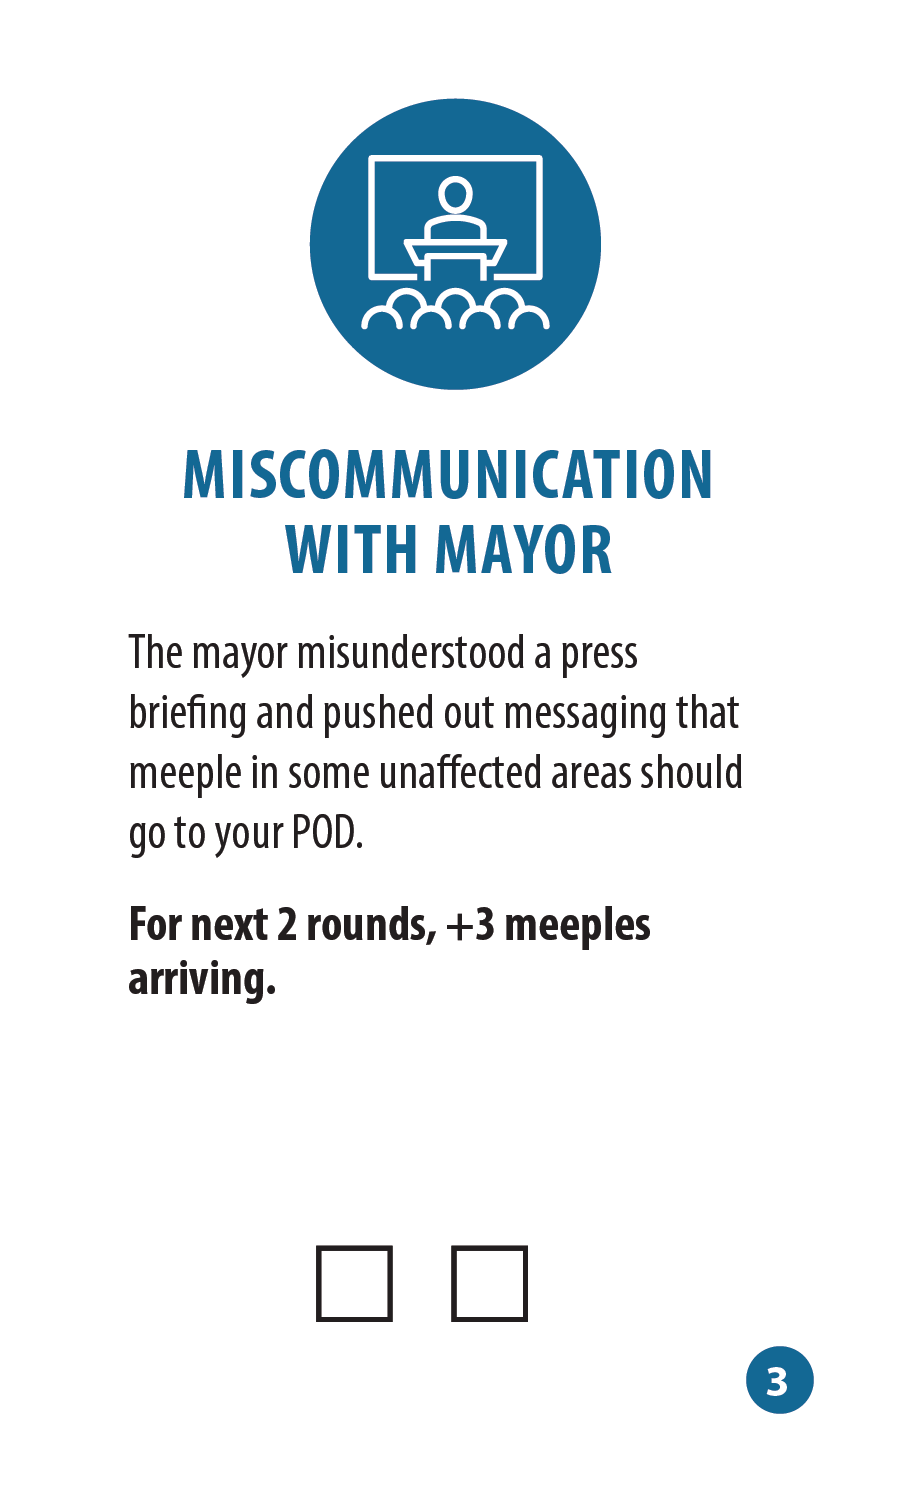 MISCOMMUNICATION
WITH MAYOR
The mayor misunderstood a press
briefing and pushed out messaging that
meeple in some unaffected areas should
go to your POD.
For next 2 rounds, +3 meeples
arriving.
3